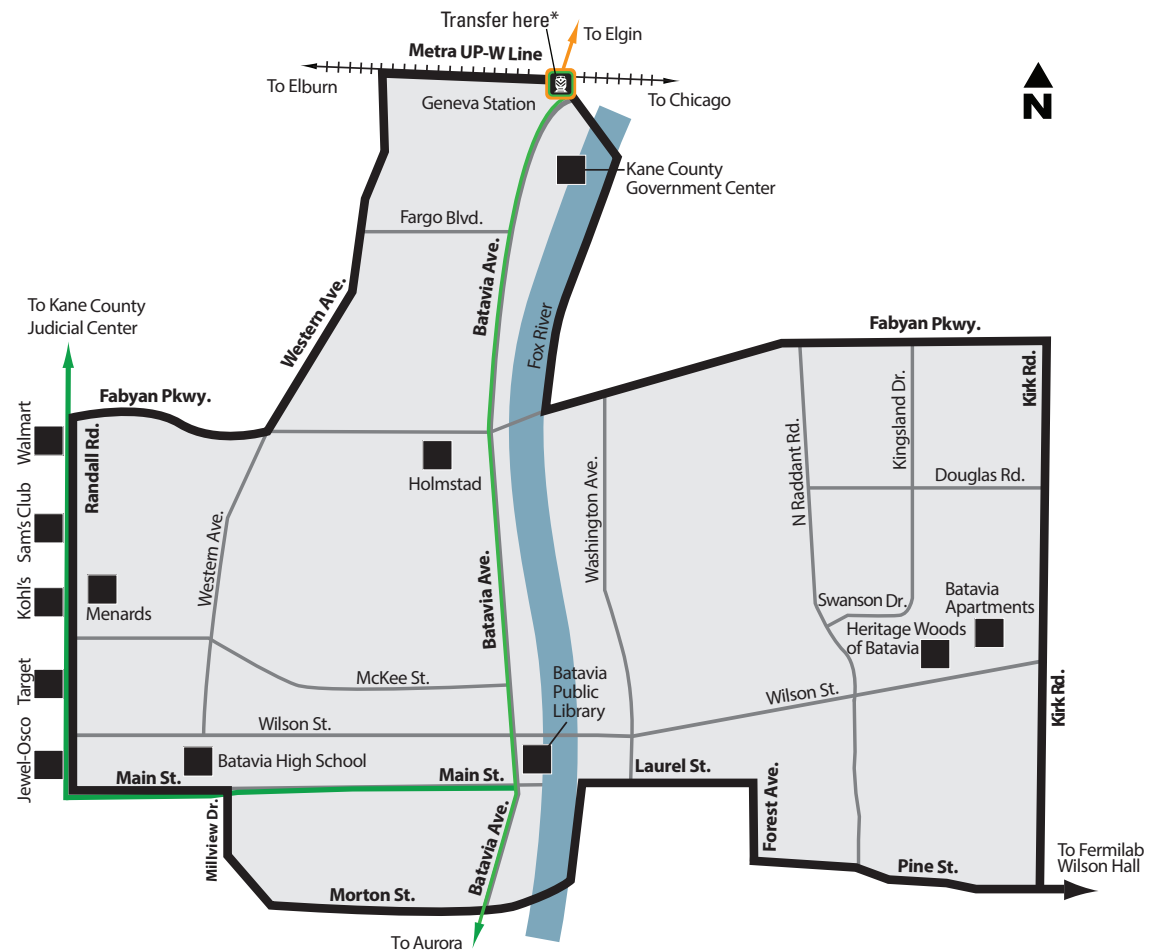 Transfer here*
To Elgin
Metra UP-W Line
To Elburn
To Chicago
Geneva Station
N
Kane County
Government Center
Fargo Blvd.
Batavia Ave.
Western Ave.
Fox River
To Kane County
Judicial Center
Fabyan Pkwy.
Fabyan Pkwy.
Kirk Rd.
Kingsland Dr.
N Raddant Rd.
Washington Ave.
Walmart
Randall Rd.
Holmstad
Douglas Rd.
Sam's Club
Western Ave.
Batavia Ave.
Kohl's
Menards
Swanson Dr.
Batavia
Apartments
Heritage Woods
of Batavia
Target
McKee St.
Batavia
Public
Library
Wilson St.
Kirk Rd.
Wilson St.
Jewel-Osco
Batavia High School
Main St.
Main St.
Laurel St.
Millview Dr.
Batavia Ave.
Forest Ave.
To Fermilab
Wilson Hall
Pine St.
Morton St.
To Aurora